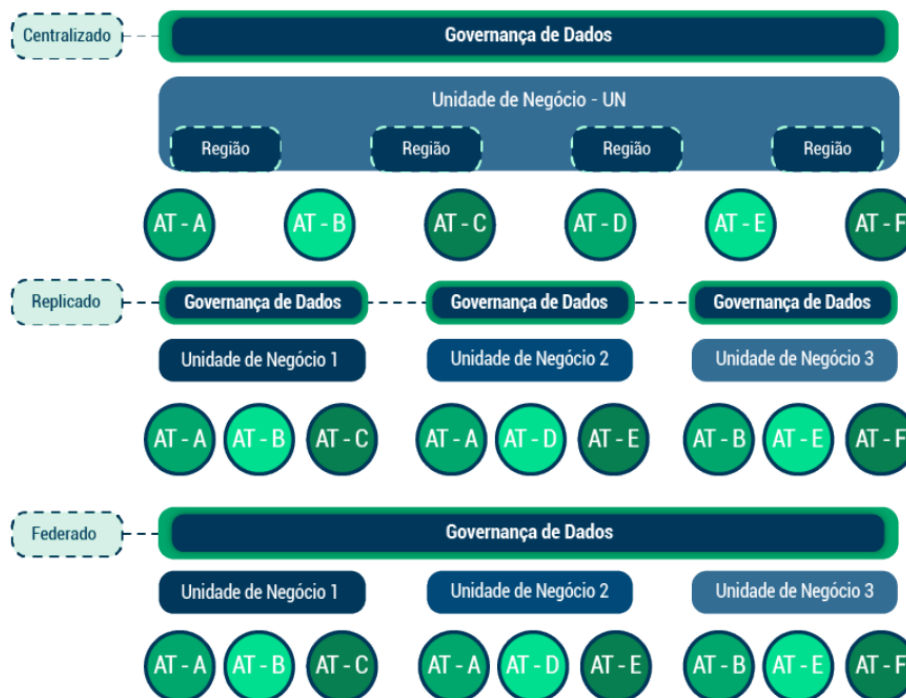 Centralizado
Governança de Dados
Unidade de Negócio - UN
Região Região Região Região
AT - A AT - B AT - C AT - D AT - E AT - F
Replicado
Governança de Dados Governança de Dados Governança de Dados
Unidade de Negócio 1 Unidade de Negócio 2 Unidade de Negócio 3
AT - A AT - B AT - C AT - A AT - D AT - E AT - B AT - E AT - F
Federado
Governança de Dados
Unidade de Negócio 1 Unidade de Negócio 2 Unidade de Negócio 3
AT - A AT - B AT - C AT - A AT - D AT - E AT - B AT - E AT - F